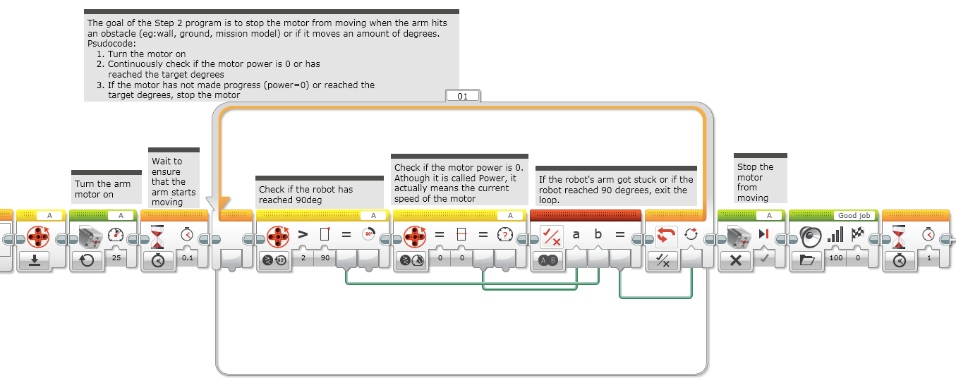 The goal of the Step 2 program is to stop the motor from moving when the arm hits
an obstacle (eg:wall, ground, mission model) or if it moves an amount of degrees.
Psudocode:
1. Turn the motor on
2. Continuously check if the motor power is 0 or has
reached the target degrees
3. If the motor has not made progress (power=0) or reached the
target degrees, stop the motor
01
Turn the arm
motor on
Wait to
ensure
that the
arm starts
moving
Check if the robot has
reached 90deg
Check if the motor power is 0.
Athough it is called Power, it
actually means the current
speed of the motor
If the robot's arm got stuck or if the
robot reached 90 degrees, exit the
loop.
Stop the
motor
from
moving
A A A A A Good job
> = = = = a b =
25 0.1 2 90 0 0 A B 100 0 1